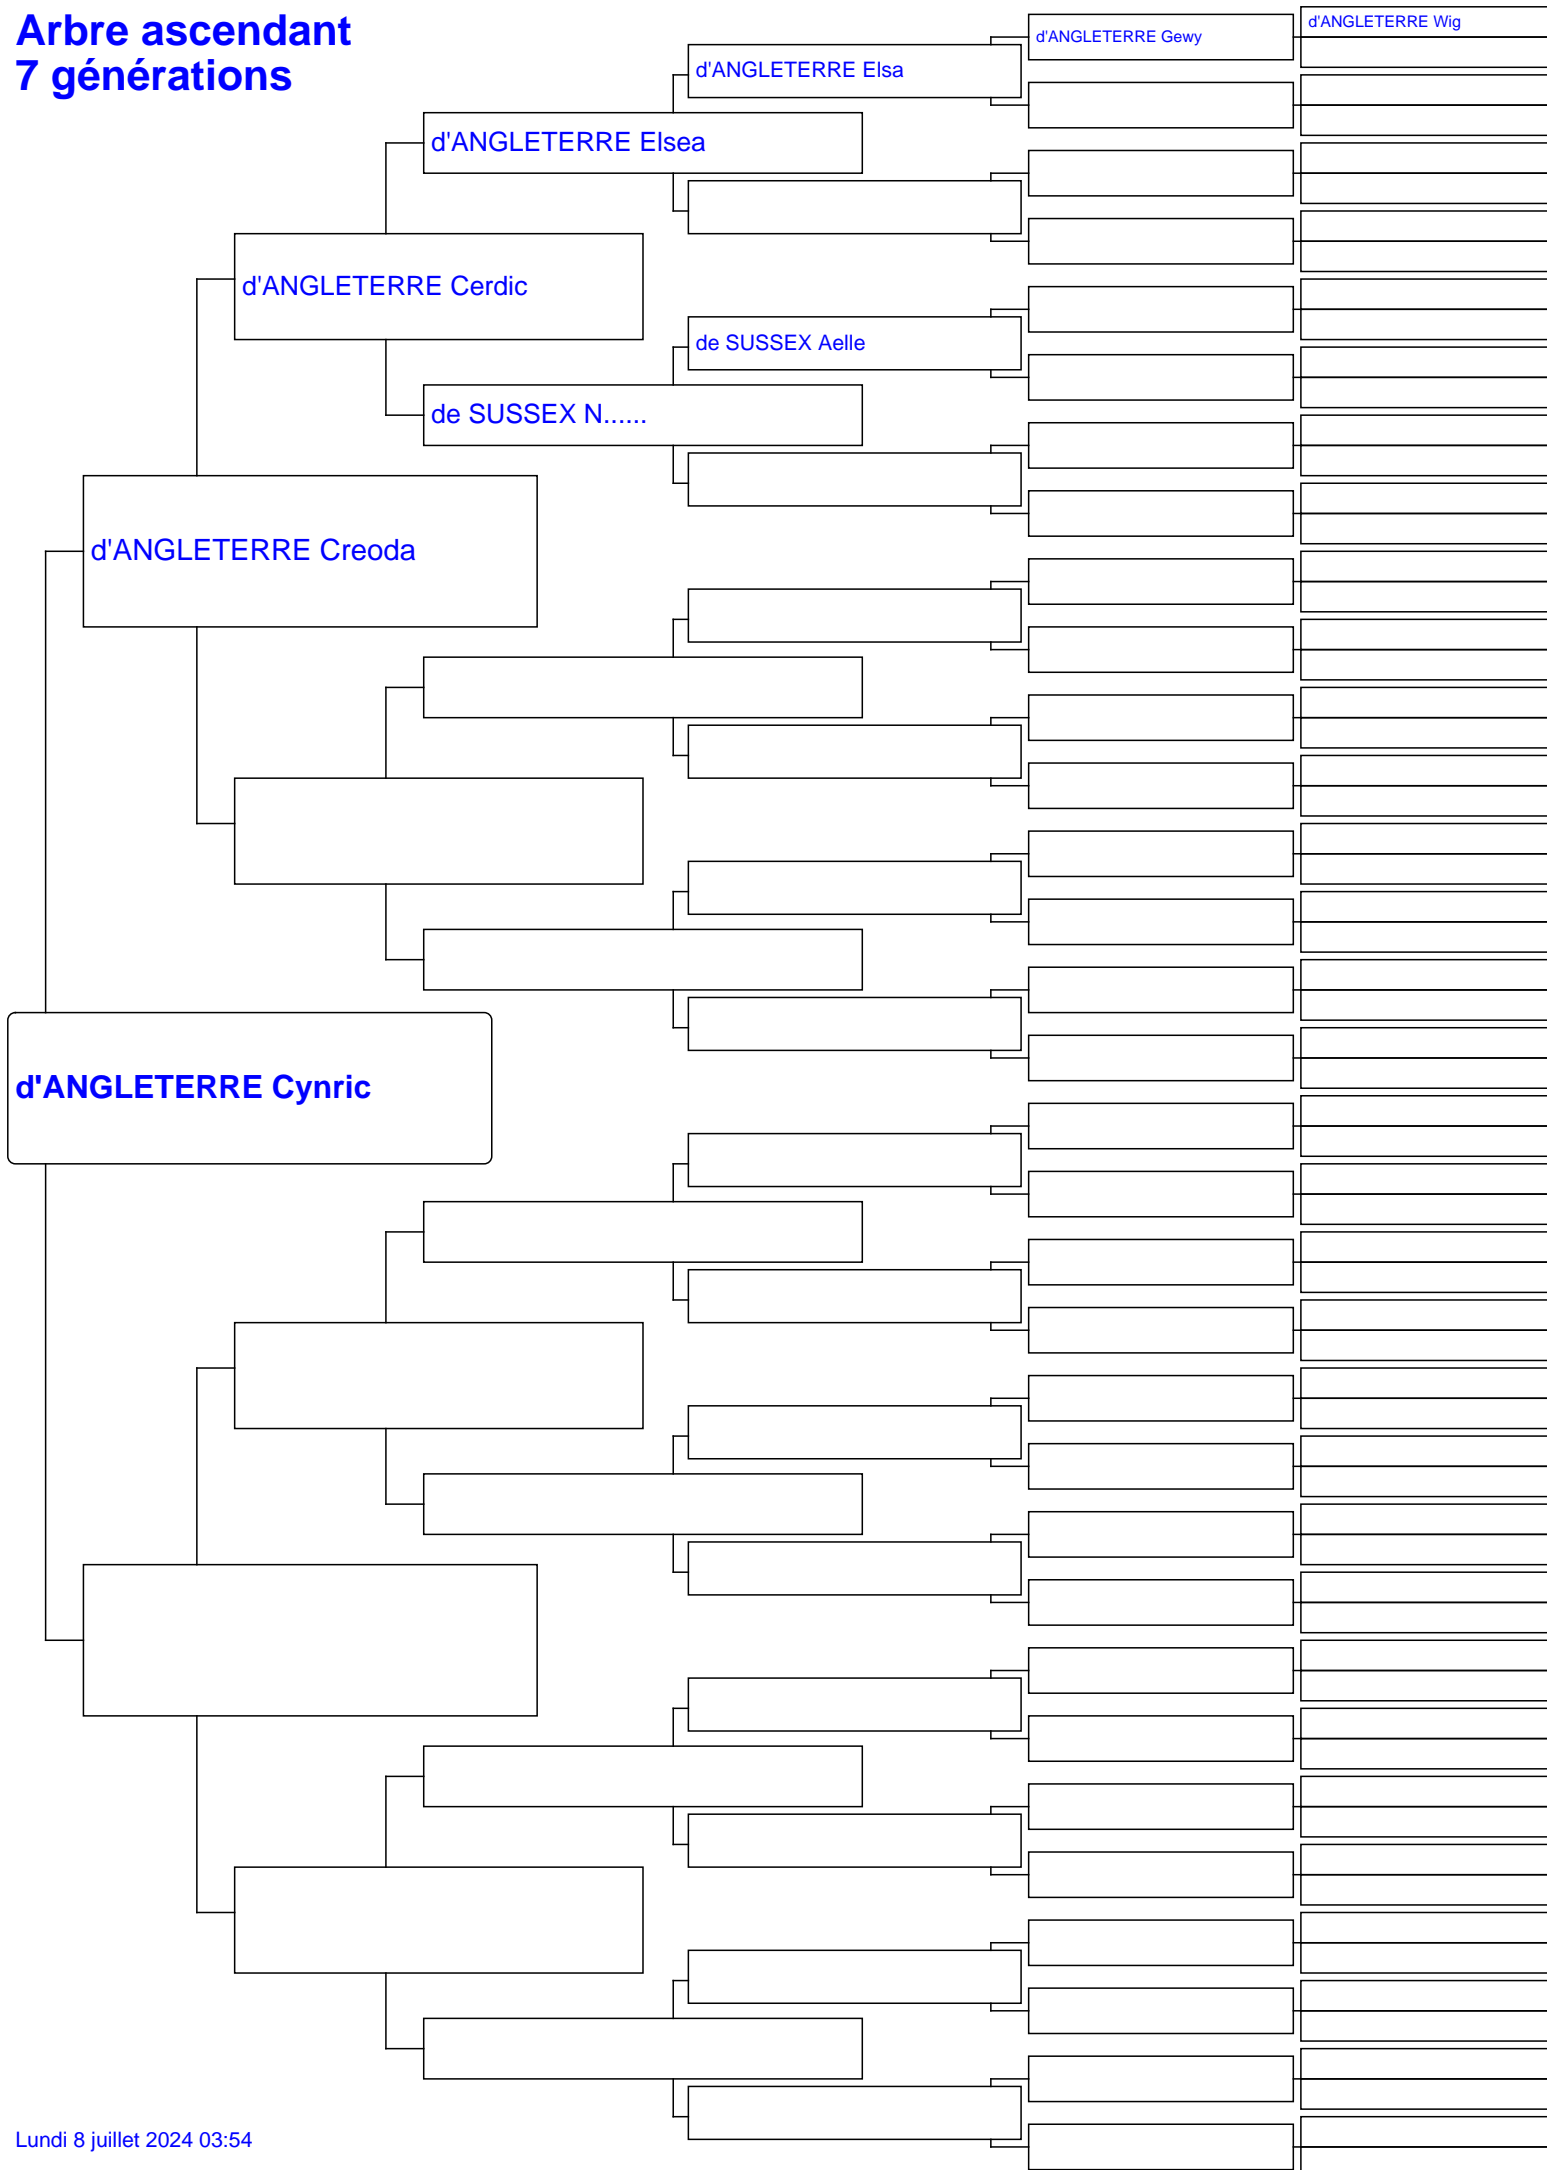 Arbre ascendant
7 générations
d'ANGLETERRE Wig
d'ANGLETERRE Gewy
d'ANGLETERRE Elsa
d'ANGLETERRE Elsea
d'ANGLETERRE Cerdic
de SUSSEX Aelle
de SUSSEX N......
d'ANGLETERRE Creoda
d'ANGLETERRE Cynric
Lundi 8 juillet 2024 03:54